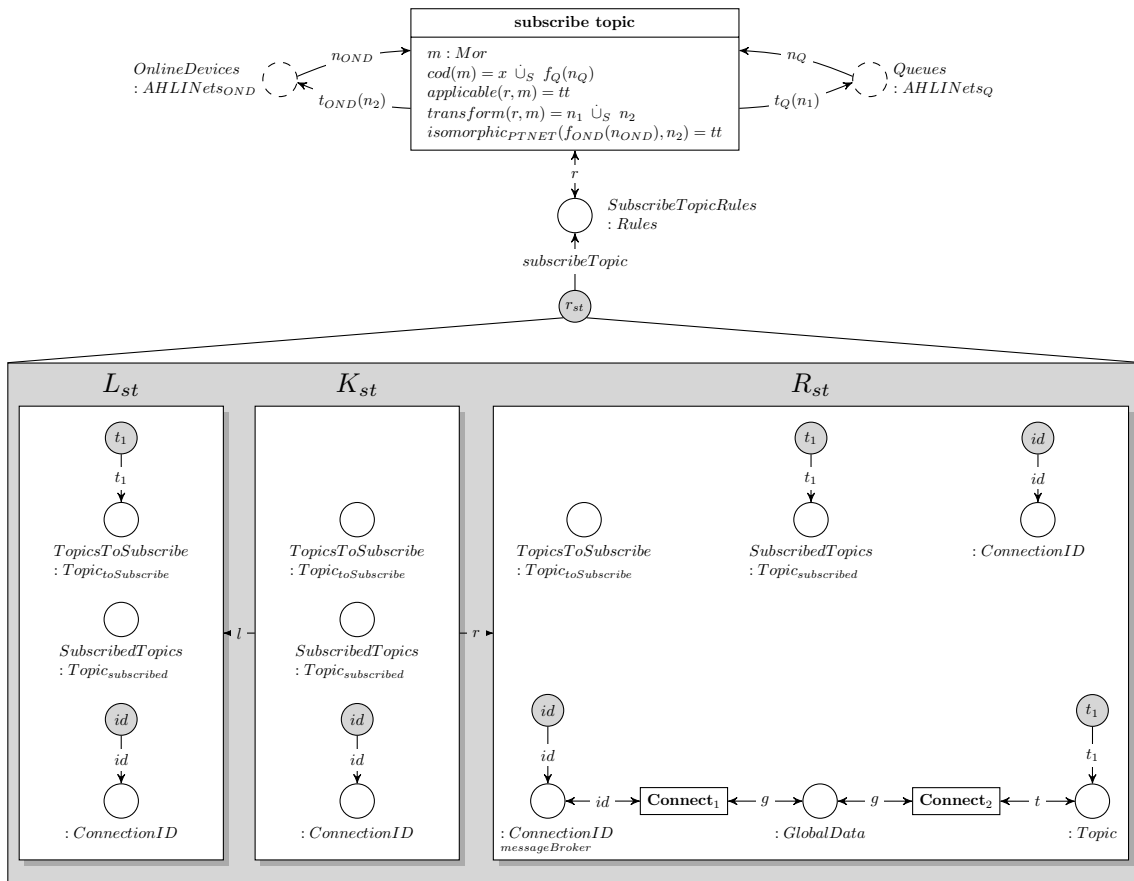 subscribe topic
m : Mor
cod(m) = x ∪̇_S f_Q(n_Q)
applicable(r, m) = tt
transform(r, m) = n_1 ∪̇_S n_2
isomorphic_PTNET(f_OND(n_OND), n_2) = tt
n_OND
n_Q
OnlineDevices
: AHLINets_OND
t_OND(n_2)
t_Q(n_1)
Queues
: AHLINets_Q
r
SubscribeTopicRules
: Rules
subscribeTopic
r_st
L_st
K_st
R_st
t_1
t_1
TopicsToSubscribe
: Topic_toSubscribe
SubscribedTopics
: Topic_subscribed
id
id
: ConnectionID
l
TopicsToSubscribe
: Topic_toSubscribe
SubscribedTopics
: Topic_subscribed
id
id
: ConnectionID
r
t_1
id
t_1
id
TopicsToSubscribe
: Topic_toSubscribe
SubscribedTopics
: Topic_subscribed
: ConnectionID
id
t_1
id
t_1
id
Connect_1
g
g
Connect_2
t
: ConnectionID
messageBroker
: GlobalData
: Topic